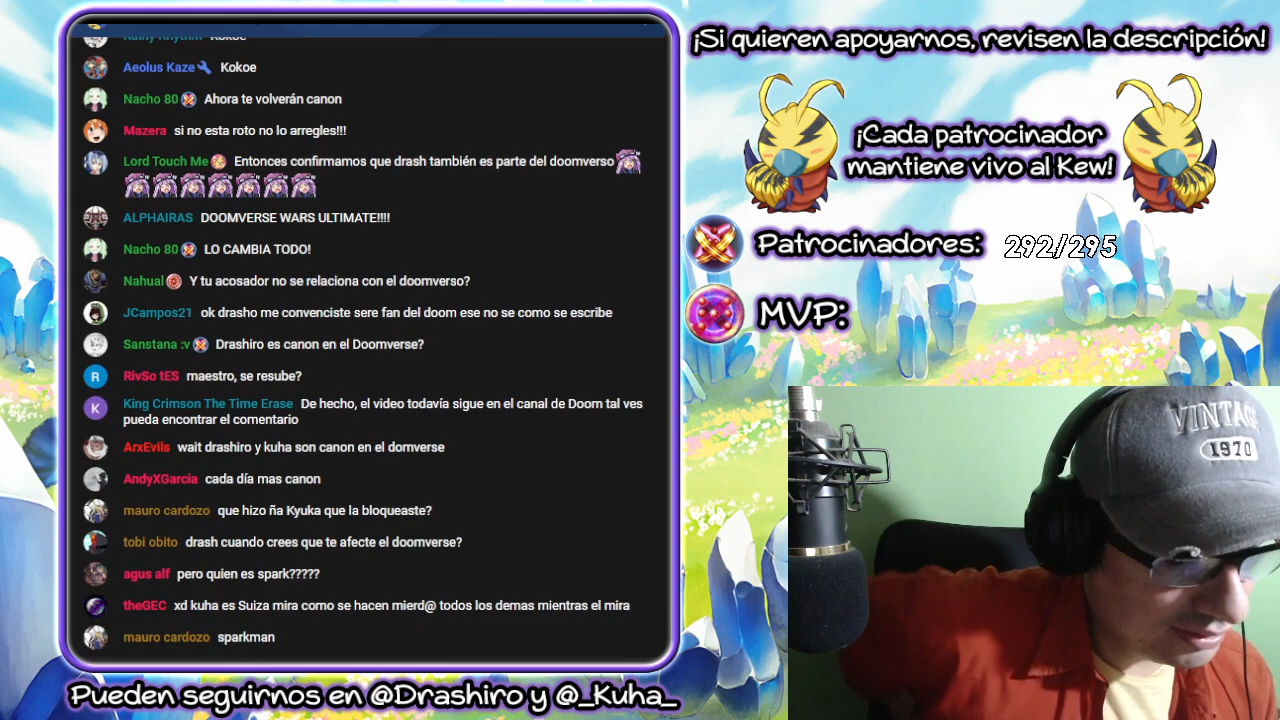 Rainy Rhythm Kokoe
Aeolus Kaze Kokoe
Nacho 80 Ahora te volverán canon
Mazera si no esta roto no lo arregles!!!
Lord Touch Me Entonces confirmamos que drash también es parte del doomverso
ALPHAIRAS DOOMVERSE WARS ULTIMATE!!!!
Nacho 80 LO CAMBIA TODO!
Nahual Y tu acosador no se relaciona con el doomverso?
JCampos21 ok drasho me convenciste sere fan del doom ese no se como se escribe
Sanstana :v Drashiro es canon en el Doomverse?
R RivSo tES maestro, se resube?
K King Crimson The Time Erase De hecho, el video todavía sigue en el canal de Doom tal ves
pueda encontrar el comentario
ArxEvils wait drashiro y kuha son canon en el domverse
AndyXGarcia cada día mas canon
mauro cardozo que hizo ña Kyuka que la bloqueaste?
tobi obito drash cuando crees que te afecte el doomverse?
agus alf pero quien es spark?????
theGEC xd kuha es Suiza mira como se hacen mierd@ todos los demas mientras el mira
mauro cardozo sparkman
Pueden seguirnos en @Drashiro y @_Kuha_
¡Si quieren apoyarnos, revisen la descripción!
¡Cada patrocinador
mantiene vivo al Kew!
Patrocinadores: 292/295
MVP:
VINTAGE
1970